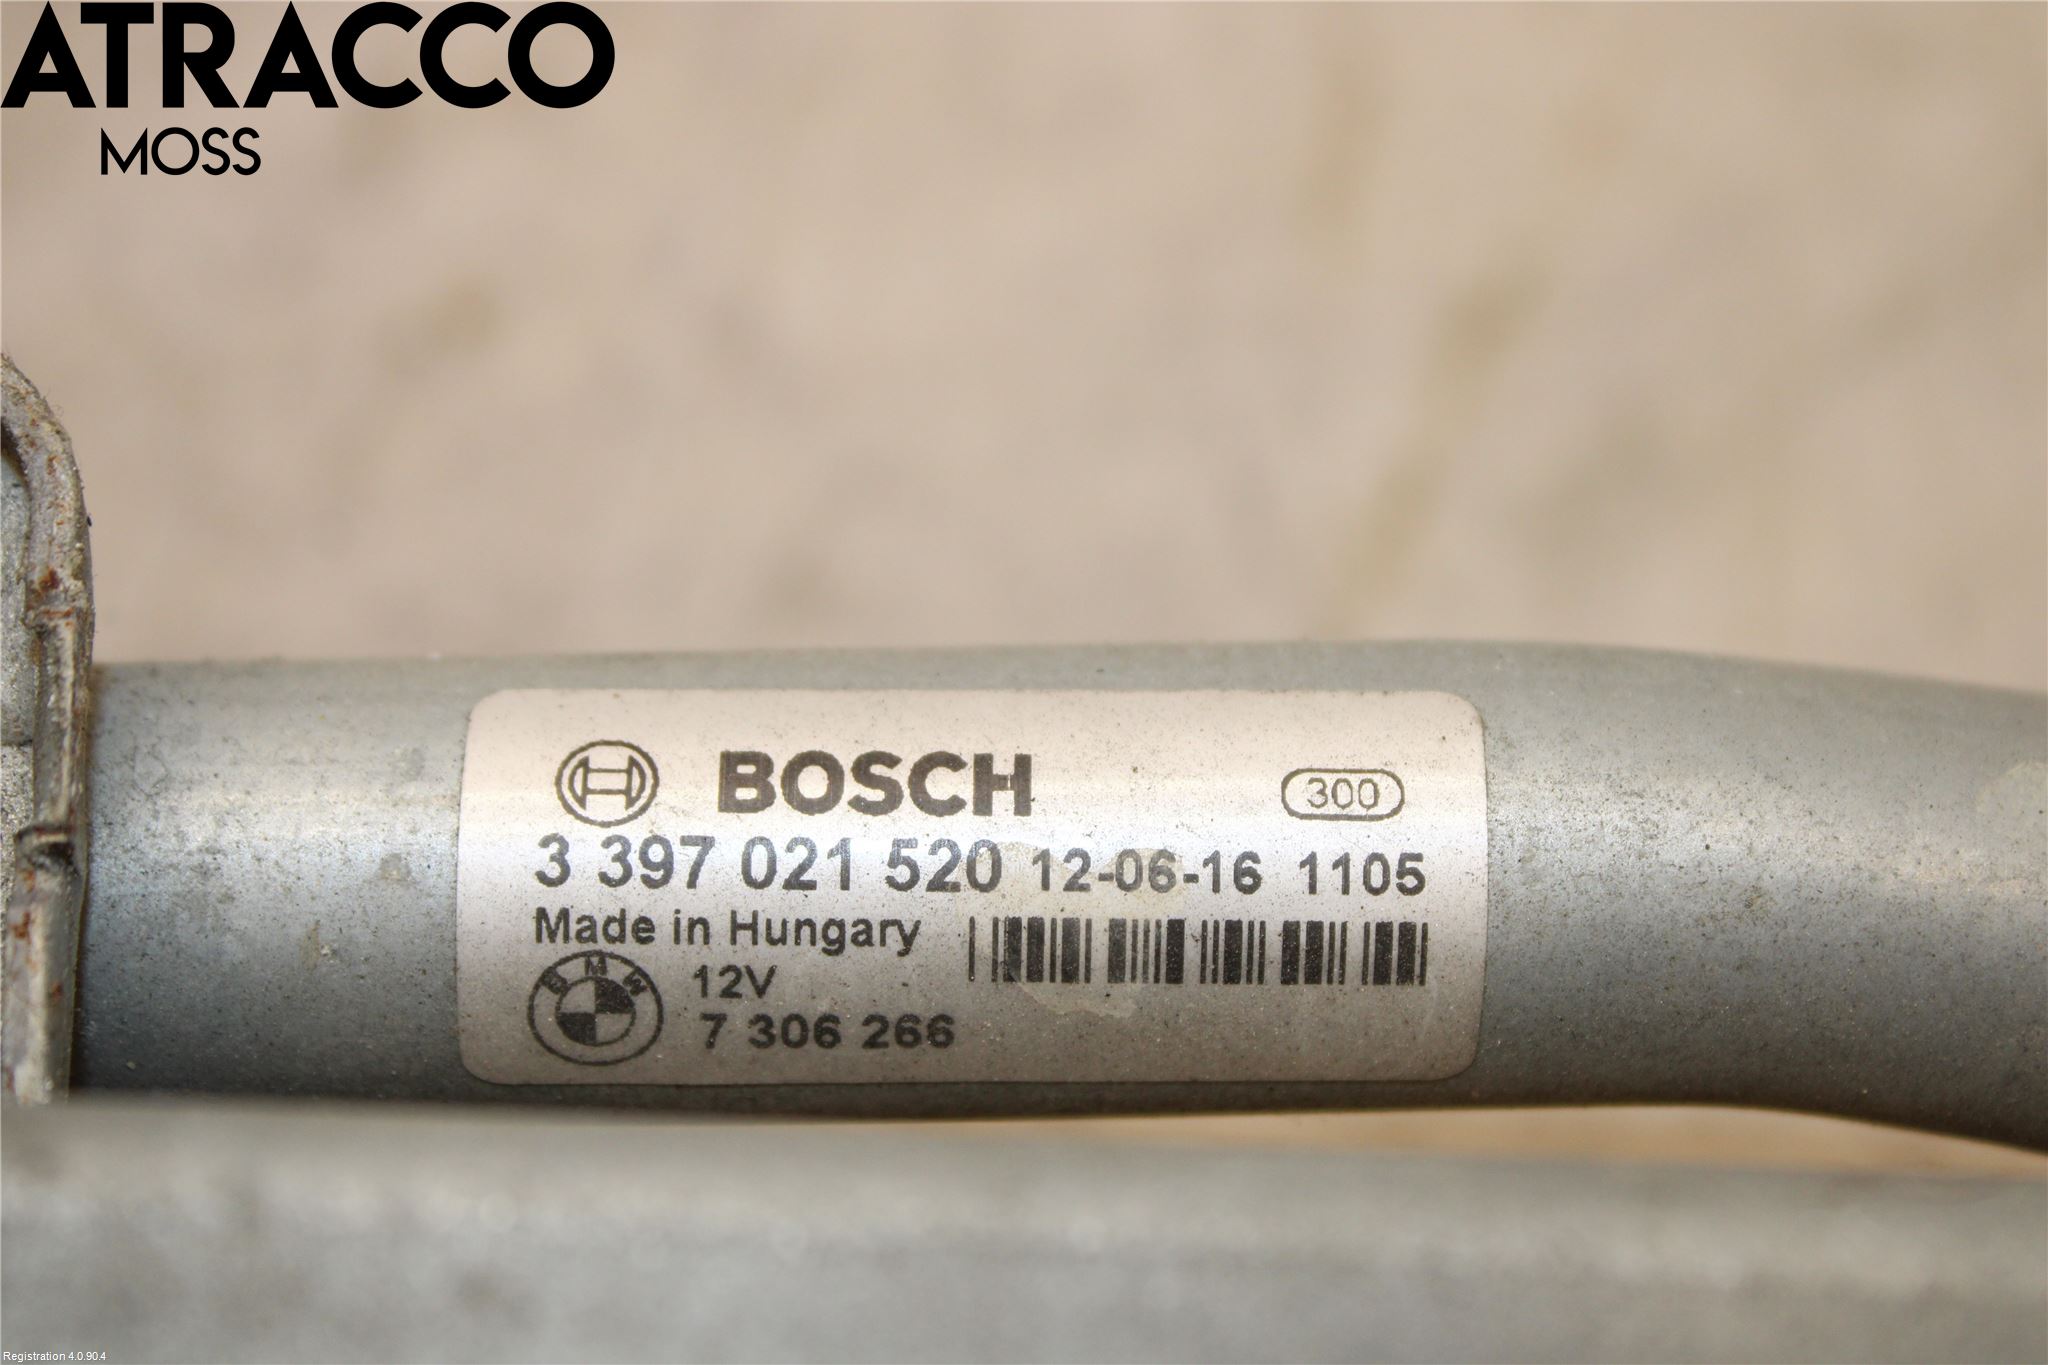 ATRACCO
MOSS
BOSCH 300
3 397 021 520 12-06-16 1105
Made in Hungary
BMW 12V
7 306 266
Registration 4.0.90.4